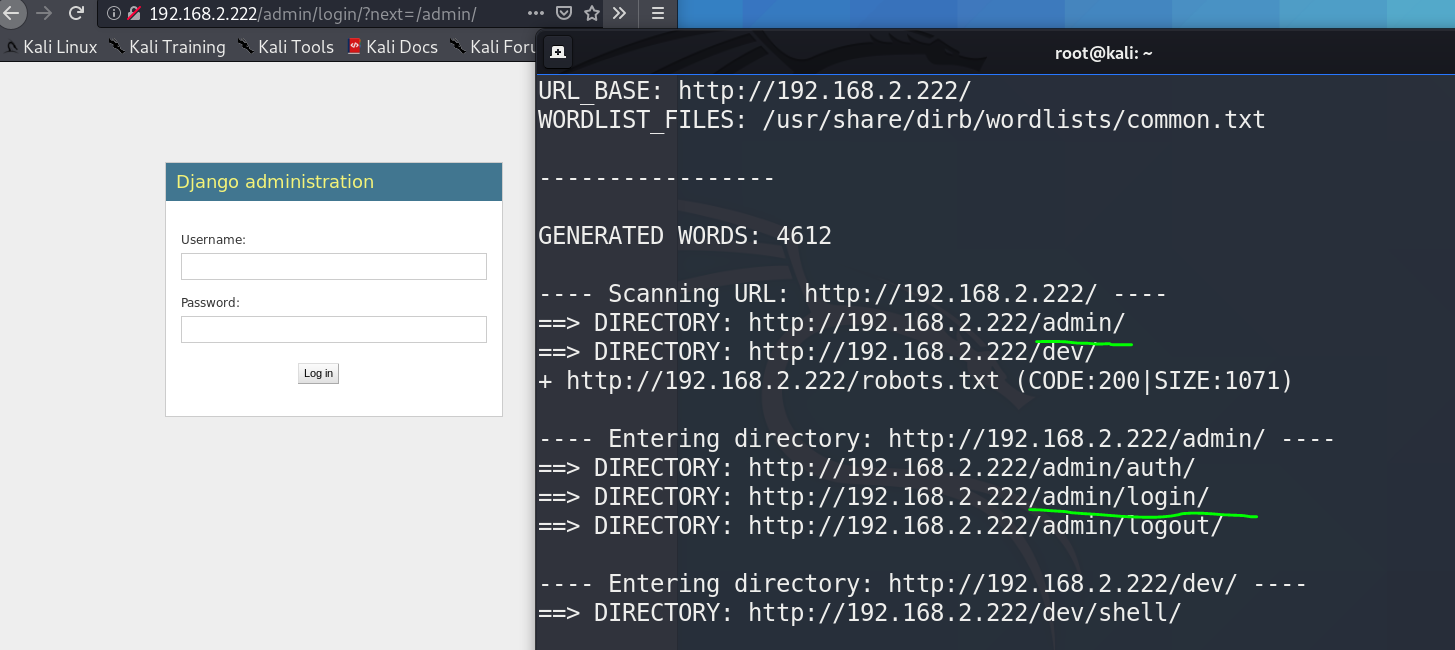 192.168.2.222/admin/login/?next=/admin/
Kali Linux Kali Training Kali Tools Kali Docs Kali Foru
Django administration
Username:
Password:
Log in
root@kali: ~
URL_BASE: http://192.168.2.222/
WORDLIST_FILES: /usr/share/dirb/wordlists/common.txt
-----------------
GENERATED WORDS: 4612
---- Scanning URL: http://192.168.2.222/ ----
==> DIRECTORY: http://192.168.2.222/admin/
==> DIRECTORY: http://192.168.2.222/dev/
+ http://192.168.2.222/robots.txt (CODE:200|SIZE:1071)
---- Entering directory: http://192.168.2.222/admin/ ----
==> DIRECTORY: http://192.168.2.222/admin/auth/
==> DIRECTORY: http://192.168.2.222/admin/login/
==> DIRECTORY: http://192.168.2.222/admin/logout/
---- Entering directory: http://192.168.2.222/dev/ ----
==> DIRECTORY: http://192.168.2.222/dev/shell/